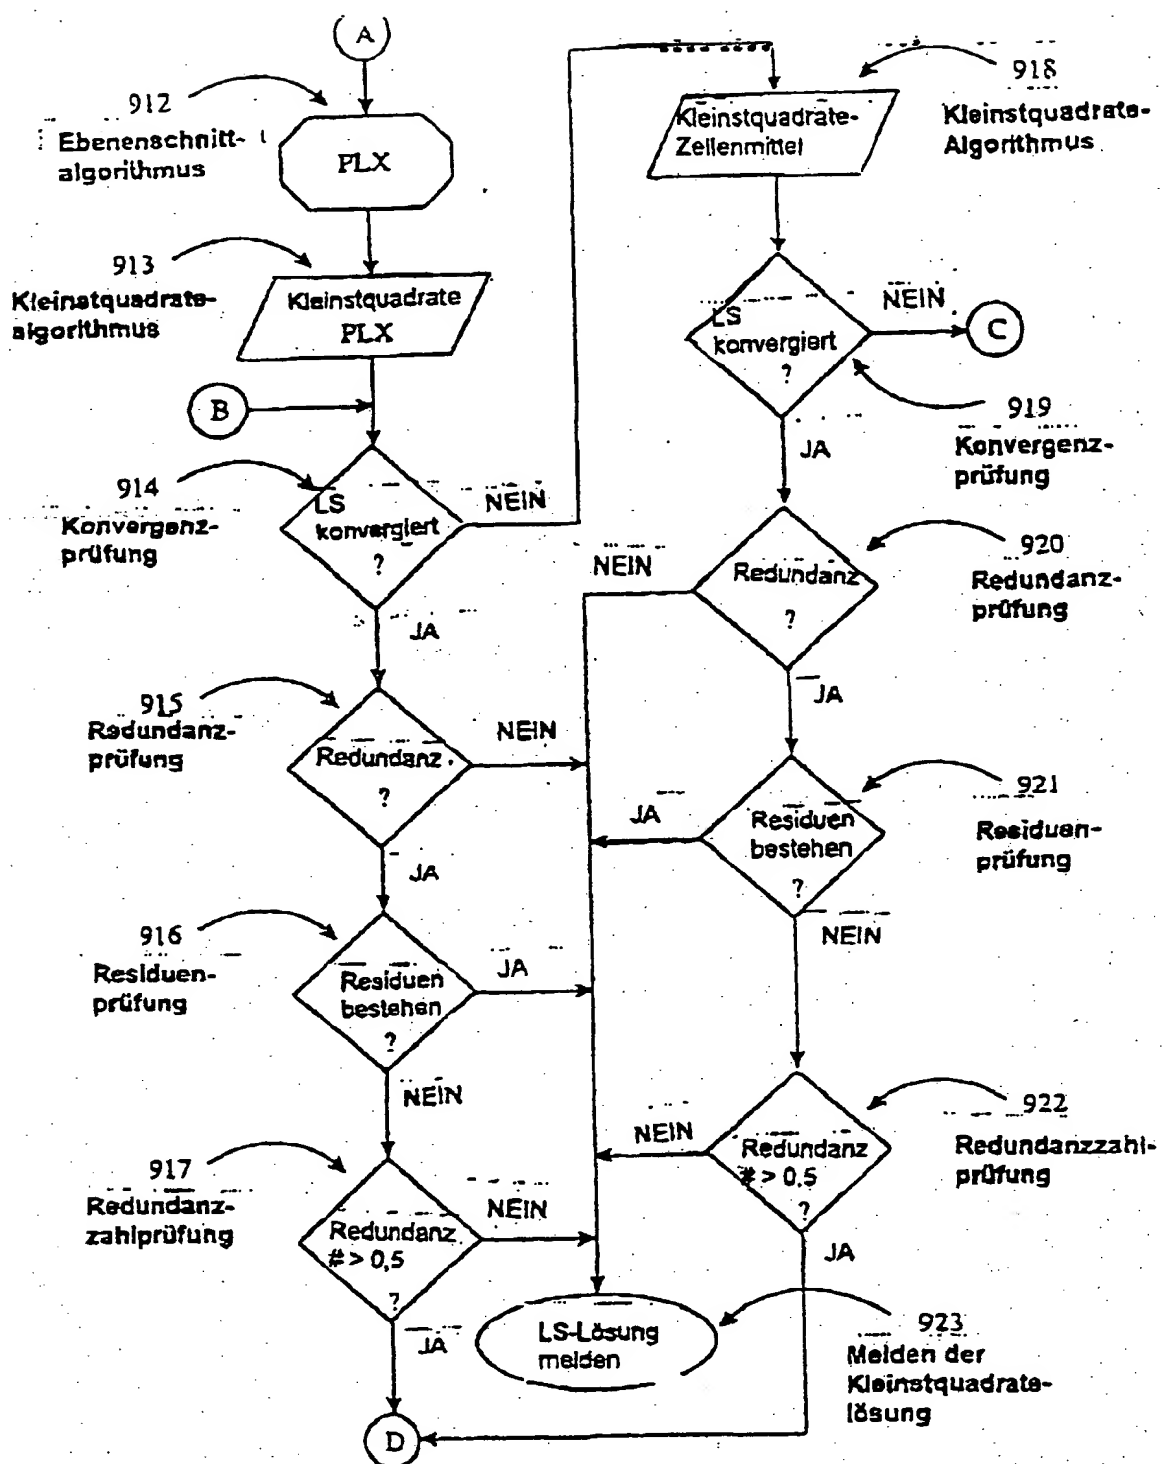 A
912
Ebenenschnitt-
algorithmus
PLX
913
Kleinstquadrate-
algorithmus
Kleinstquadrate
PLX
B
914
Konvergenz-
prüfung
LS
konvergiert
?
NEIN
JA
915
Redundanz-
prüfung
Redundanz
?
NEIN
JA
916
Residuen-
prüfung
Residuen
bestehen
?
JA
NEIN
917
Redundanz-
zahlprüfung
Redundanz
# > 0,5
?
NEIN
JA
D
Kleinstquadrate-
Zellenmittel
918
Kleinstquadrate-
Algorithmus
LS
konvergiert
?
NEIN
C
919
Konvergenz-
prüfung
JA
NEIN
Redundanz
?
920
Redundanz-
prüfung
JA
JA
Residuen
bestehen
?
921
Residuen-
prüfung
NEIN
NEIN
Redundanz
# > 0,5
?
922
Redundanzzahl-
prüfung
JA
LS-Lösung
melden
923
Melden der
Kleinstquadrate-
lösung